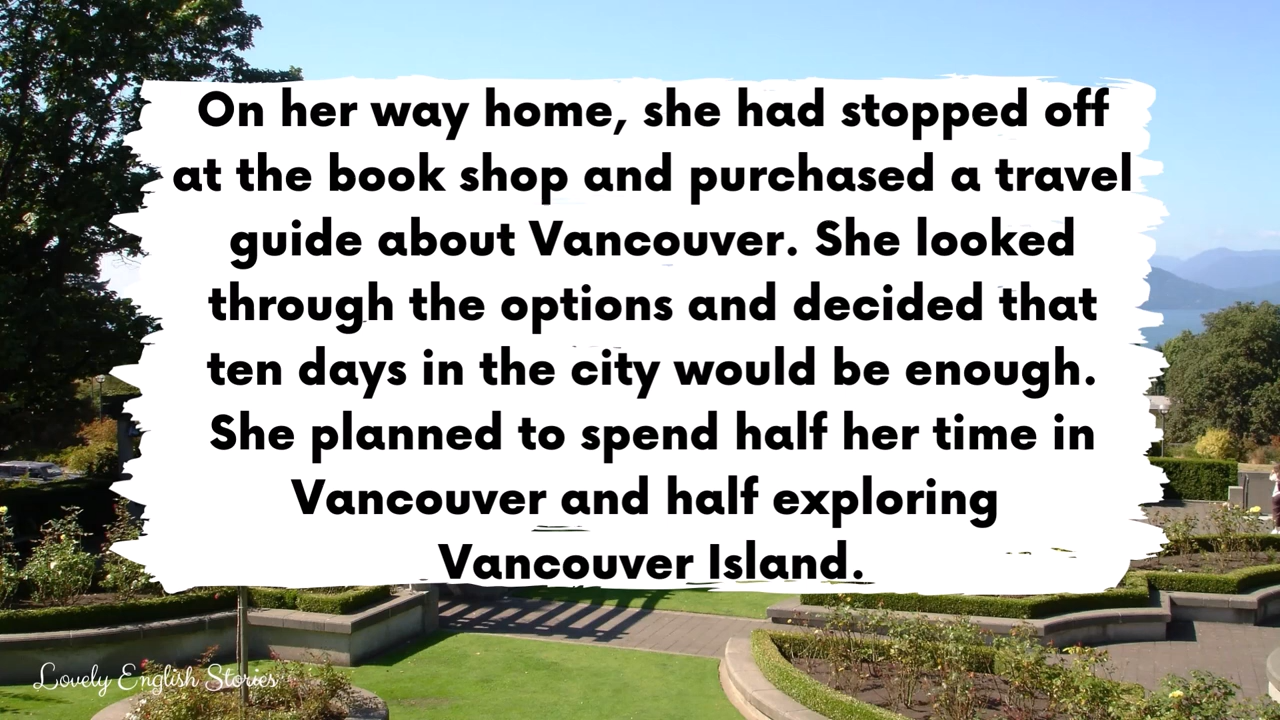 On her way home, she had stopped off
at the book shop and purchased a travel
guide about Vancouver. She looked
through the options and decided that
ten days in the city would be enough.
She planned to spend half her time in
Vancouver and half exploring
Vancouver Island.
Lovely English Stories